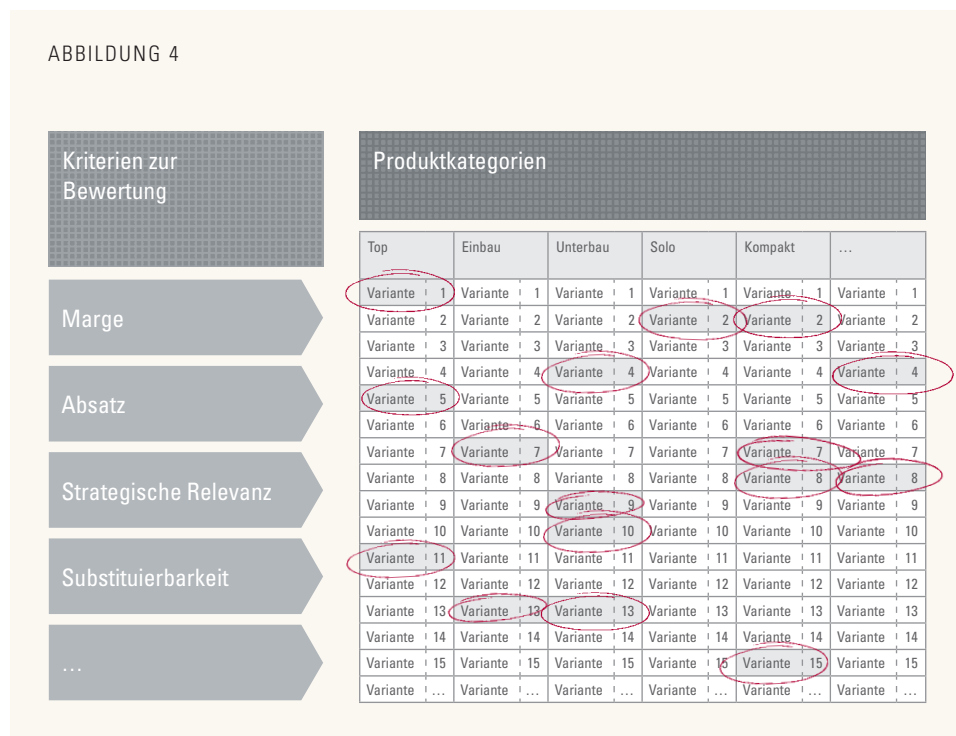 ABBILDUNG 4
Kriterien zur
Bewertung
Marge
Absatz
Strategische Relevanz
Substituierbarkeit
...
Produktkategorien
Top Einbau Unterbau Solo Kompakt ...
Variante 1 Variante 1 Variante 1 Variante 1 Variante 1 Variante 1
Variante 2 Variante 2 Variante 2 Variante 2 Variante 2 Variante 2
Variante 3 Variante 3 Variante 3 Variante 3 Variante 3 Variante 3
Variante 4 Variante 4 Variante 4 Variante 4 Variante 4 Variante 4
Variante 5 Variante 5 Variante 5 Variante 5 Variante 5 Variante 5
Variante 6 Variante 6 Variante 6 Variante 6 Variante 6 Variante 6
Variante 7 Variante 7 Variante 7 Variante 7 Variante 7 Variante 7
Variante 8 Variante 8 Variante 8 Variante 8 Variante 8 Variante 8
Variante 9 Variante 9 Variante 9 Variante 9 Variante 9 Variante 9
Variante 10 Variante 10 Variante 10 Variante 10 Variante 10 Variante 10
Variante 11 Variante 11 Variante 11 Variante 11 Variante 11 Variante 11
Variante 12 Variante 12 Variante 12 Variante 12 Variante 12 Variante 12
Variante 13 Variante 13 Variante 13 Variante 13 Variante 13 Variante 13
Variante 14 Variante 14 Variante 14 Variante 14 Variante 14 Variante 14
Variante 15 Variante 15 Variante 15 Variante 15 Variante 15 Variante 15
Variante ... Variante ... Variante ... Variante ... Variante ... Variante ...